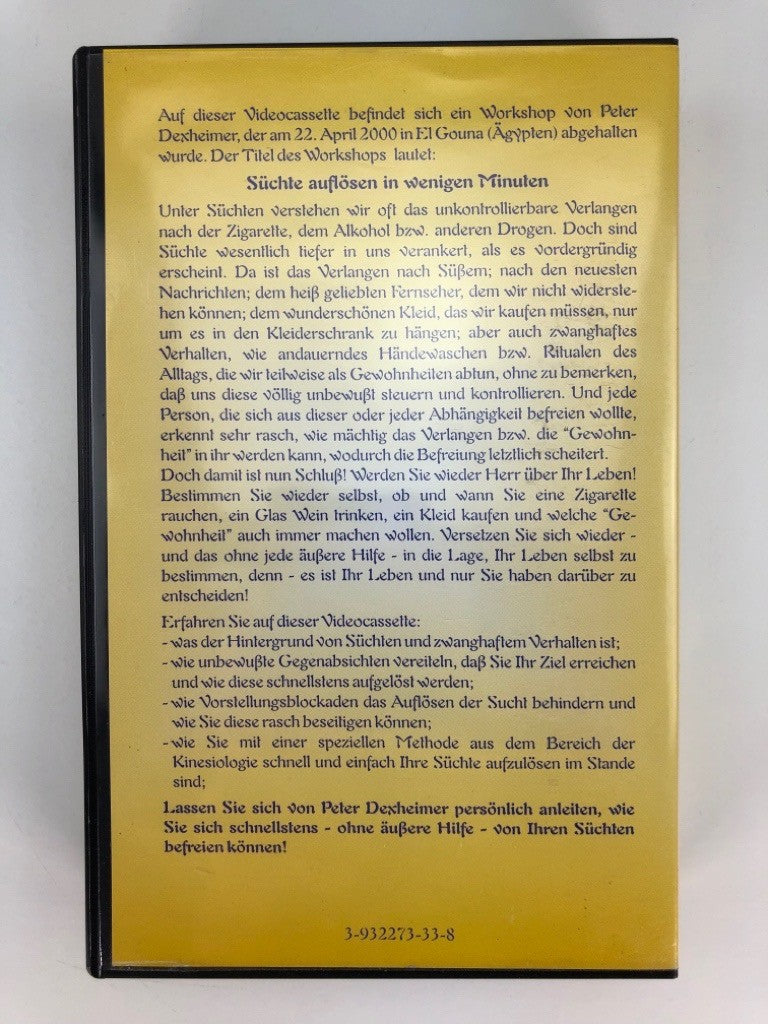 Auf dieser Videocassette befindet sich ein Workshop von Peter
Dexheimer, der am 22. April 2000 in El Gouna (Ägypten) abgehalten
wurde. Der Titel des Workshops lautet:
Süchte auflösen in wenigen Minuten
Unter Süchten verstehen wir oft das unkontrollierbare Verlangen
nach der Zigarette, dem Alkohol bzw. anderen Drogen. Doch sind
Süchte wesentlich tiefer in uns verankert, als es vordergründig
erscheint. Da ist das Verlangen nach Süßem; nach den neuesten
Nachrichten; dem heiß geliebten Fernseher, dem wir nicht widerste-
hen können; dem wunderschönen Kleid, das wir kaufen müssen, nur
um es in den Kleiderschrank zu hängen; aber auch zwanghaftes
Verhalten, wie andauerndes Händewaschen bzw. Ritualen des
Alltags, die wir teilweise als Gewohnheiten abtun, ohne zu bemerken,
daß uns diese völlig unbewußt steuern und kontrollieren. Und jede
Person, die sich aus dieser oder jeder Abhängigkeit befreien wollte,
erkennt sehr rasch, wie mächtig das Verlangen bzw. die "Gewohn-
heit" in ihr werden kann, wodurch die Befreiung letztlich scheitert.
Doch damit ist nun Schluß! Werden Sie wieder Herr über Ihr Leben!
Bestimmen Sie wieder selbst, ob und wann Sie eine Zigarette
rauchen, ein Glas Wein trinken, ein Kleid kaufen und welche "Ge-
wohnheit" auch immer machen wollen. Versetzen Sie sich wieder -
und das ohne jede äußere Hilfe - in die Lage, Ihr Leben selbst zu
bestimmen, denn - es ist Ihr Leben und nur Sie haben darüber zu
entscheiden!
Erfahren Sie auf dieser Videocassette:
- was der Hintergrund von Süchten und zwanghaftem Verhalten ist;
- wie unbewußte Gegenabsichten vereiteln, daß Sie Ihr Ziel erreichen
und wie diese schnellstens aufgelöst werden;
- wie Vorstellungsblockaden das Auflösen der Sucht behindern und
wie Sie diese rasch beseitigen können;
- wie Sie mit einer speziellen Methode aus dem Bereich der
Kinesiologie schnell und einfach Ihre Süchte aufzulösen im Stande
sind;
Lassen Sie sich von Peter Dexheimer persönlich anleiten, wie
Sie sich schnellstens - ohne äußere Hilfe - von Ihren Süchten
befreien können!
3-932273-33-8